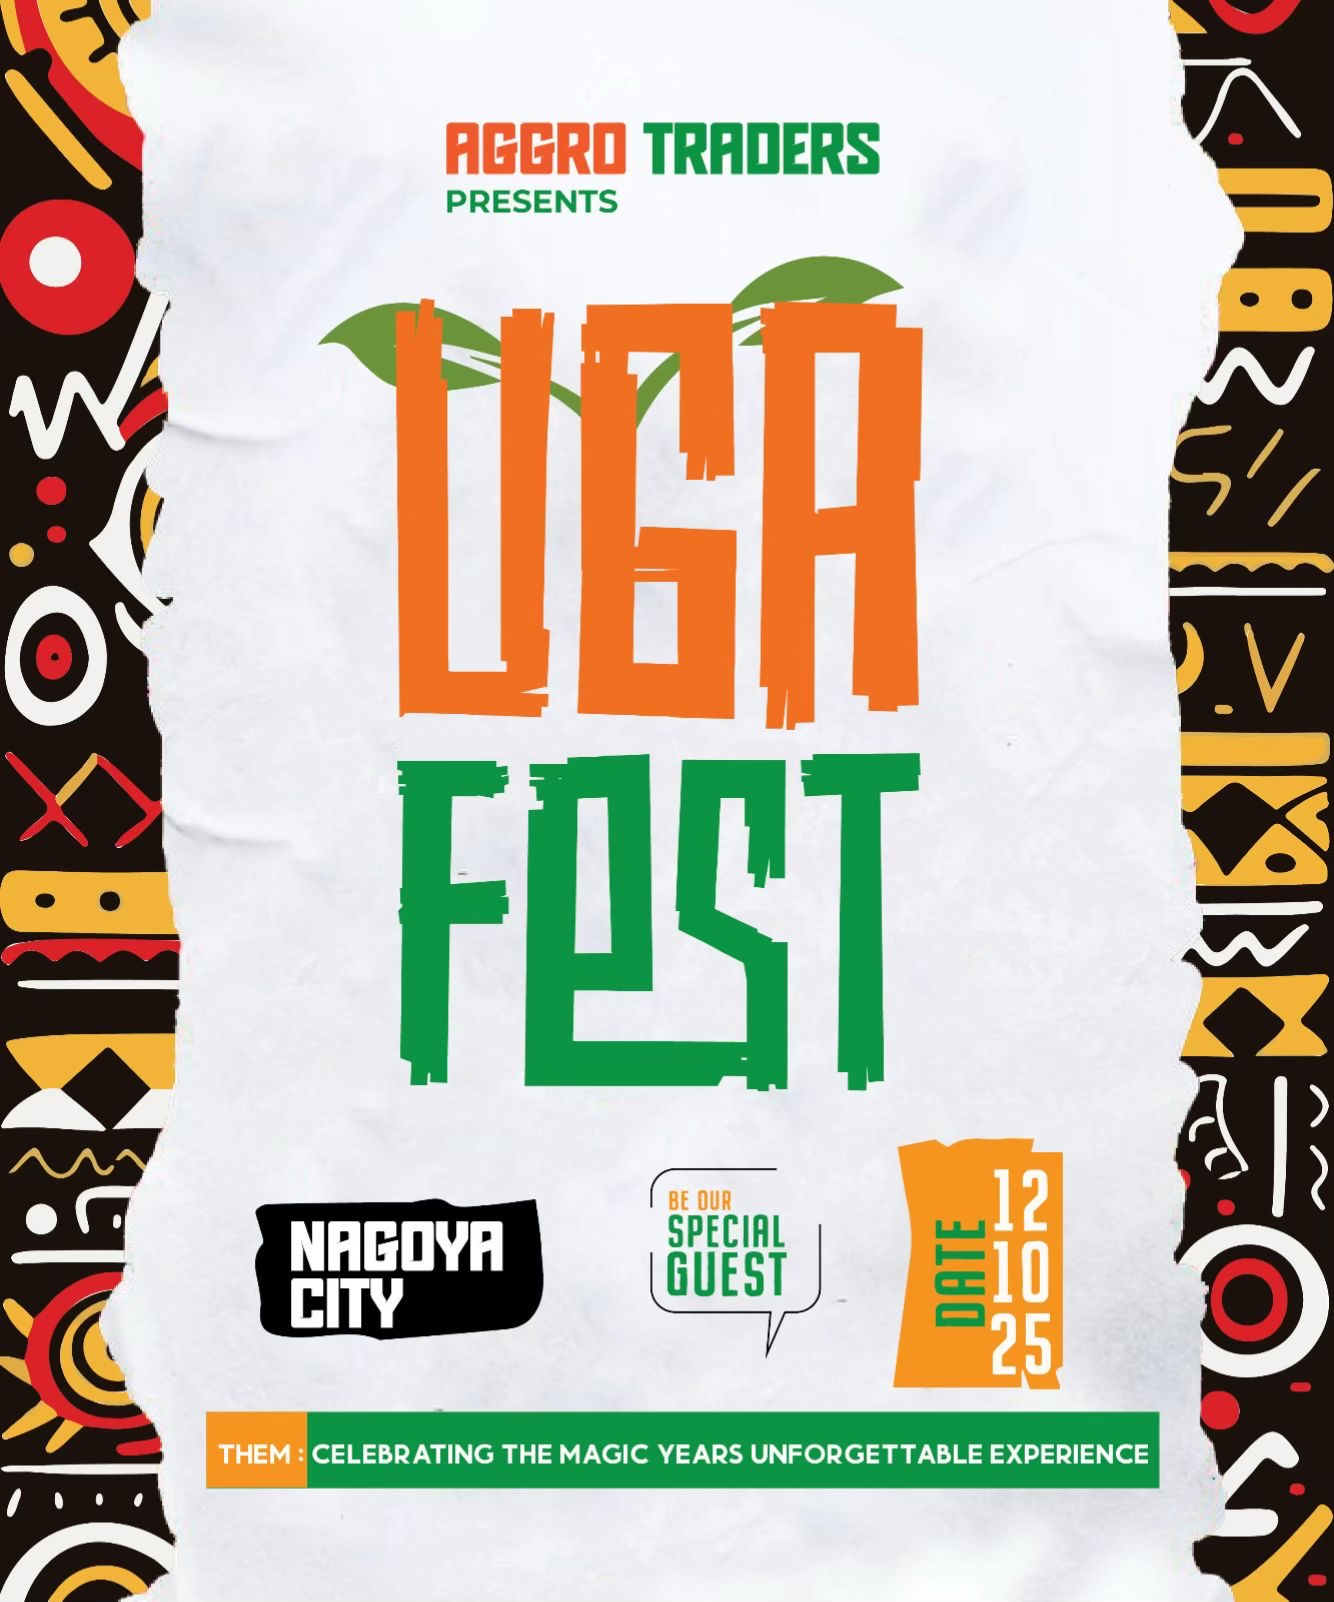 AGGRO TRADERS
PRESENTS
UGA
FEST
NAGOYA
CITY
BE OUR
SPECIAL
GUEST
DATE
12
10
25
THEM : CELEBRATING THE MAGIC YEARS UNFORGETTABLE EXPERIENCE